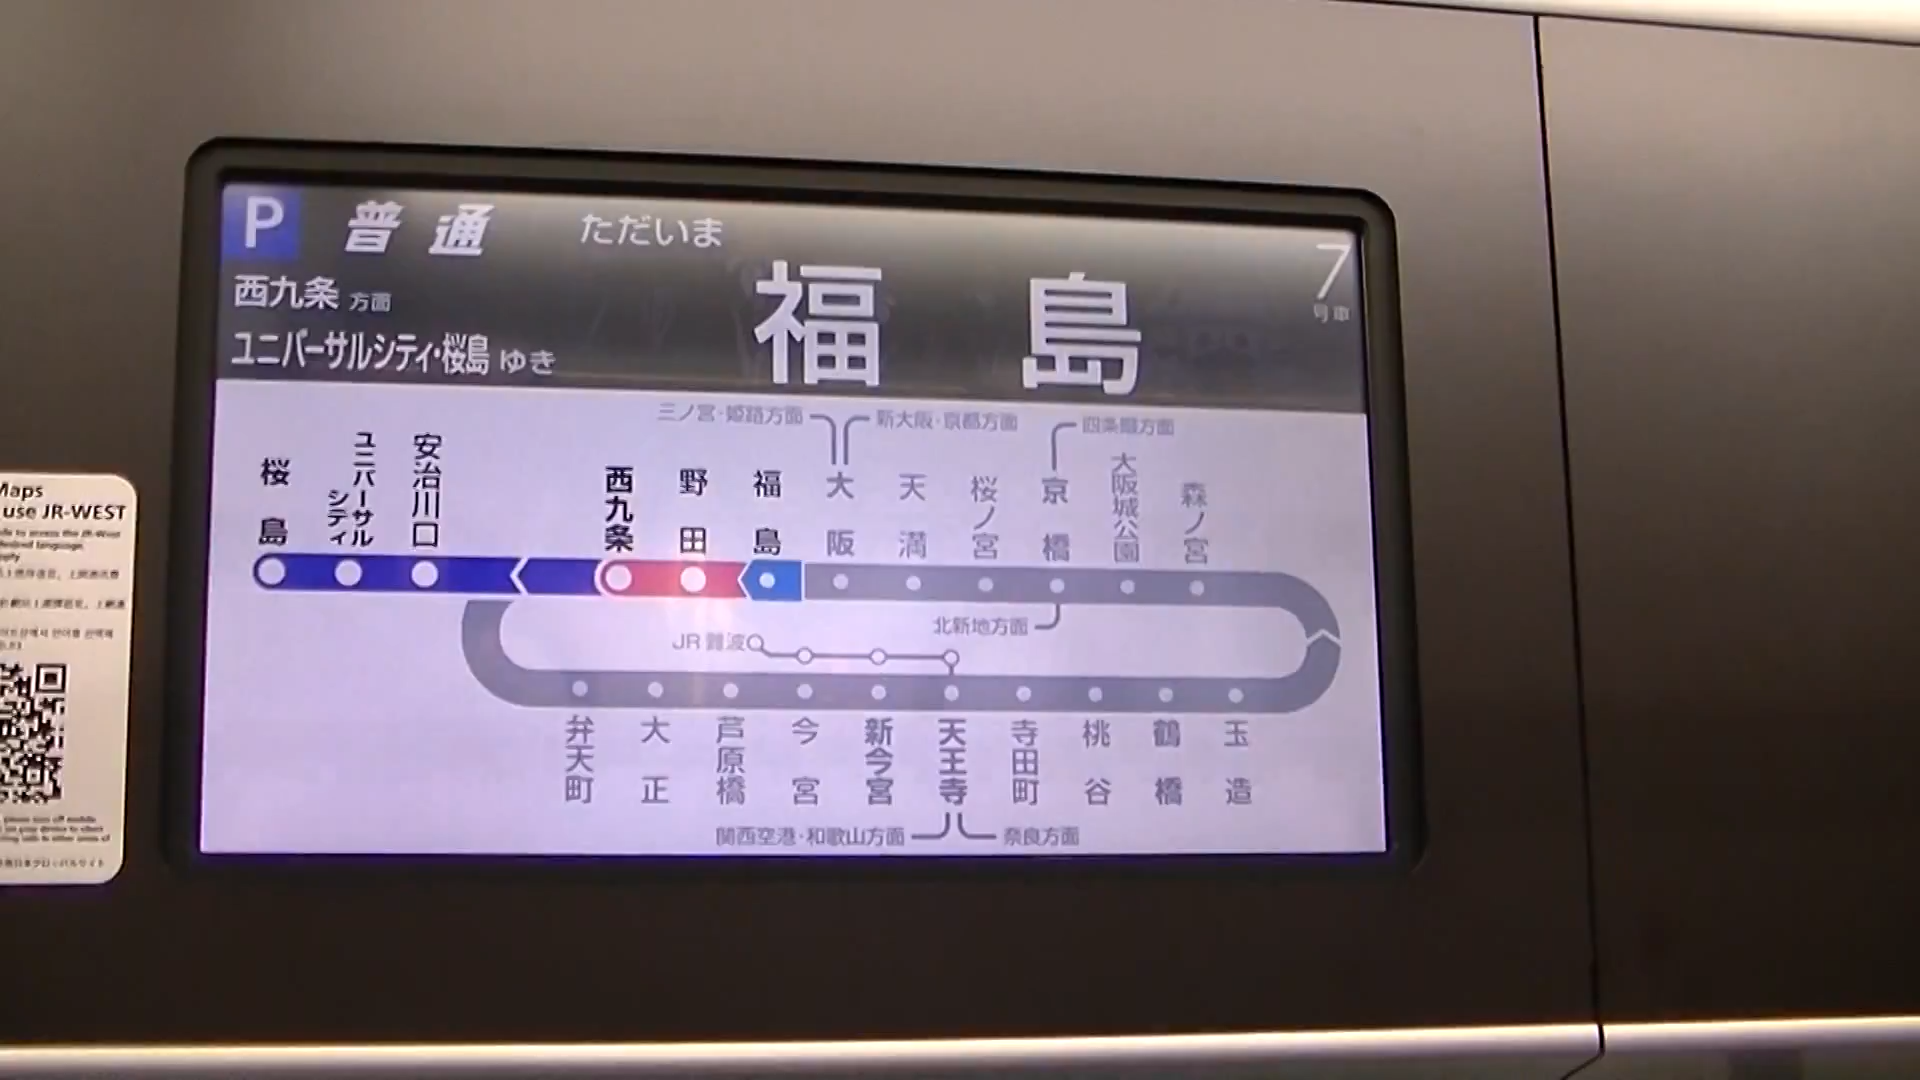 P 普通 ただいま
西九条 方面
ユニバーサルシティ・桜島 ゆき
福島
7
号車
三ノ宮・姫路方面
新大阪・京都方面
四条畷方面
桜島
ユニバーサルシティ
安治川口
西九条
野田
福島
大阪
天満
桜ノ宮
京橋
大阪城公園
森ノ宮
北新地方面
JR難波
弁天町
大正
芦原橋
今宮
新今宮
天王寺
寺田町
桃谷
鶴橋
玉造
関西空港・和歌山方面
奈良方面
Maps
use JR-WEST